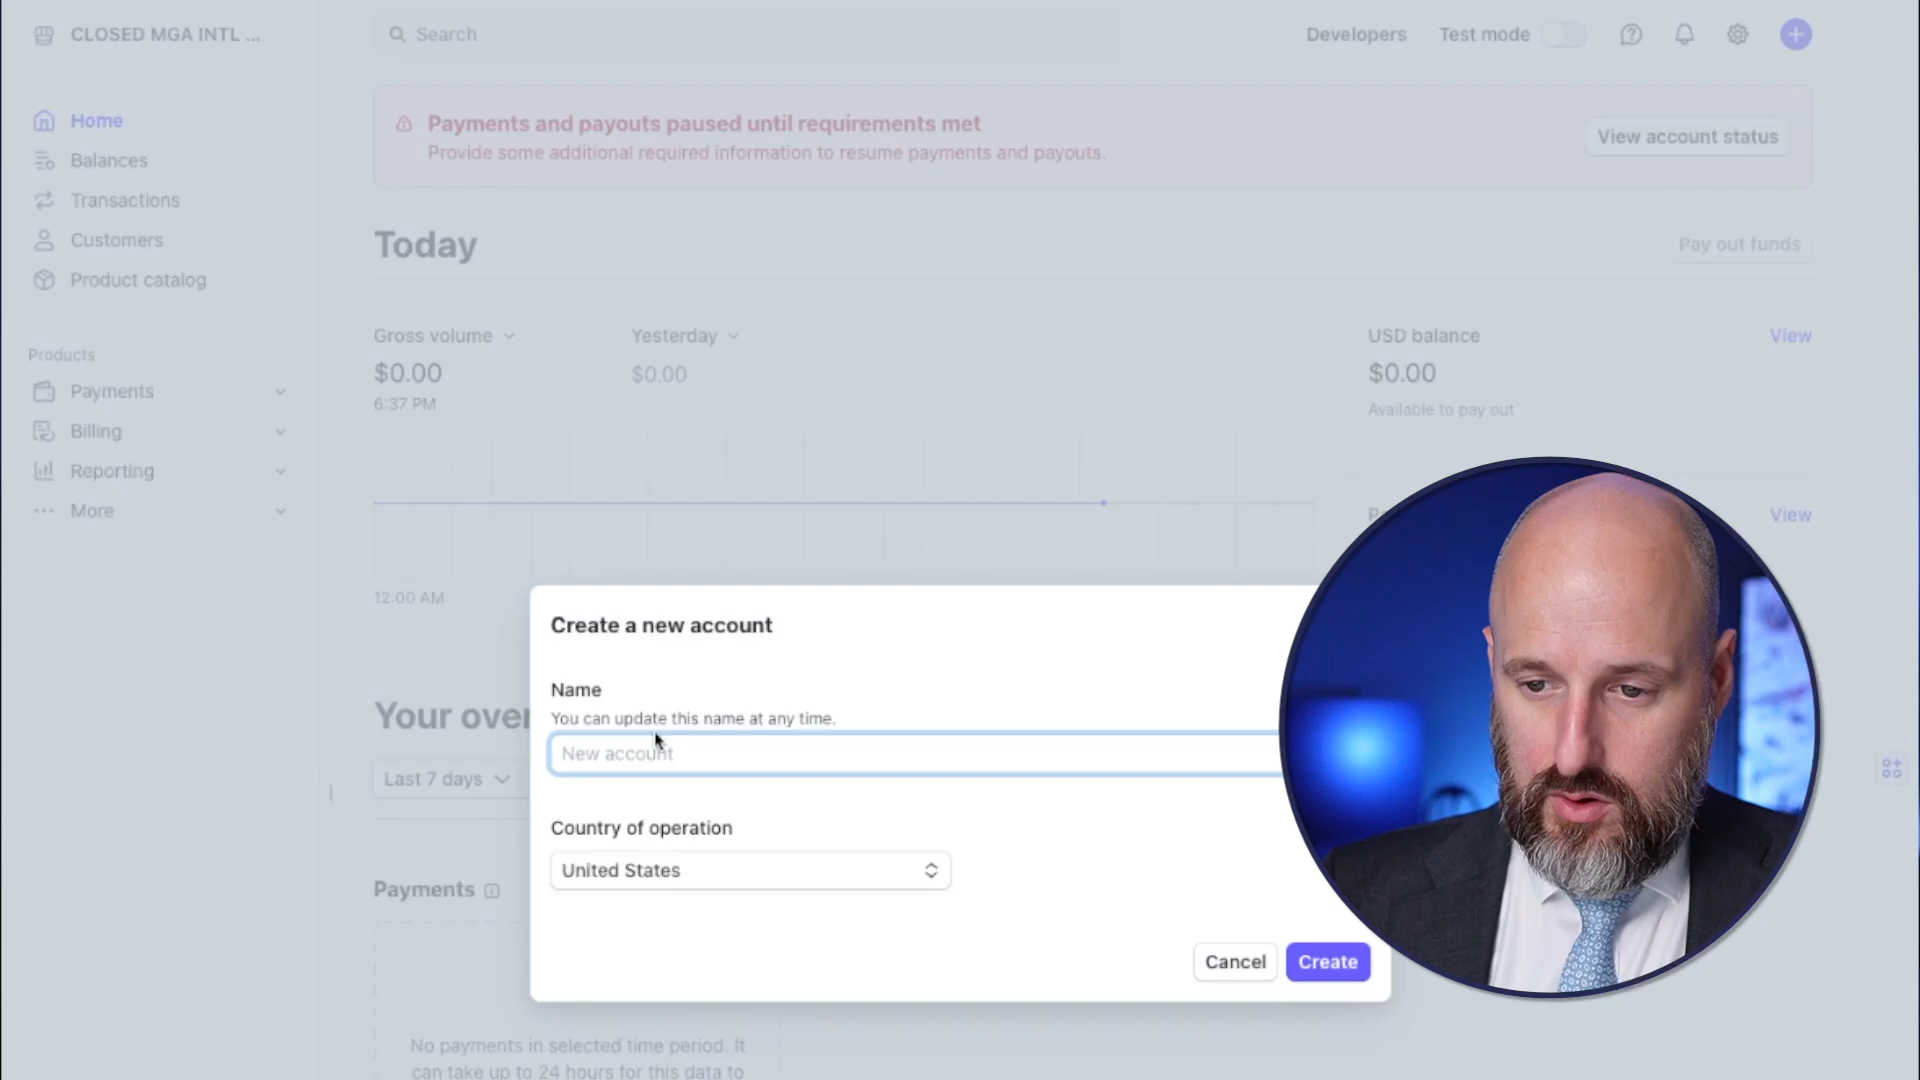 CLOSED MGA INTL ...
Search
Developers
Test mode
Home
Balances
Transactions
Customers
Product catalog
Products
Payments
Billing
Reporting
More
Payments and payouts paused until requirements met
Provide some additional required information to resume payments and payouts.
View account status
Today
Pay out funds
Gross volume
$0.00
6:37 PM
Yesterday
$0.00
USD balance
View
$0.00
Available to pay out
View
12:00 AM
Your over
Last 7 days
Payments
No payments in selected time period. It
can take up to 24 hours for this data to
Create a new account
Name
You can update this name at any time.
New account
Country of operation
United States
Cancel
Create